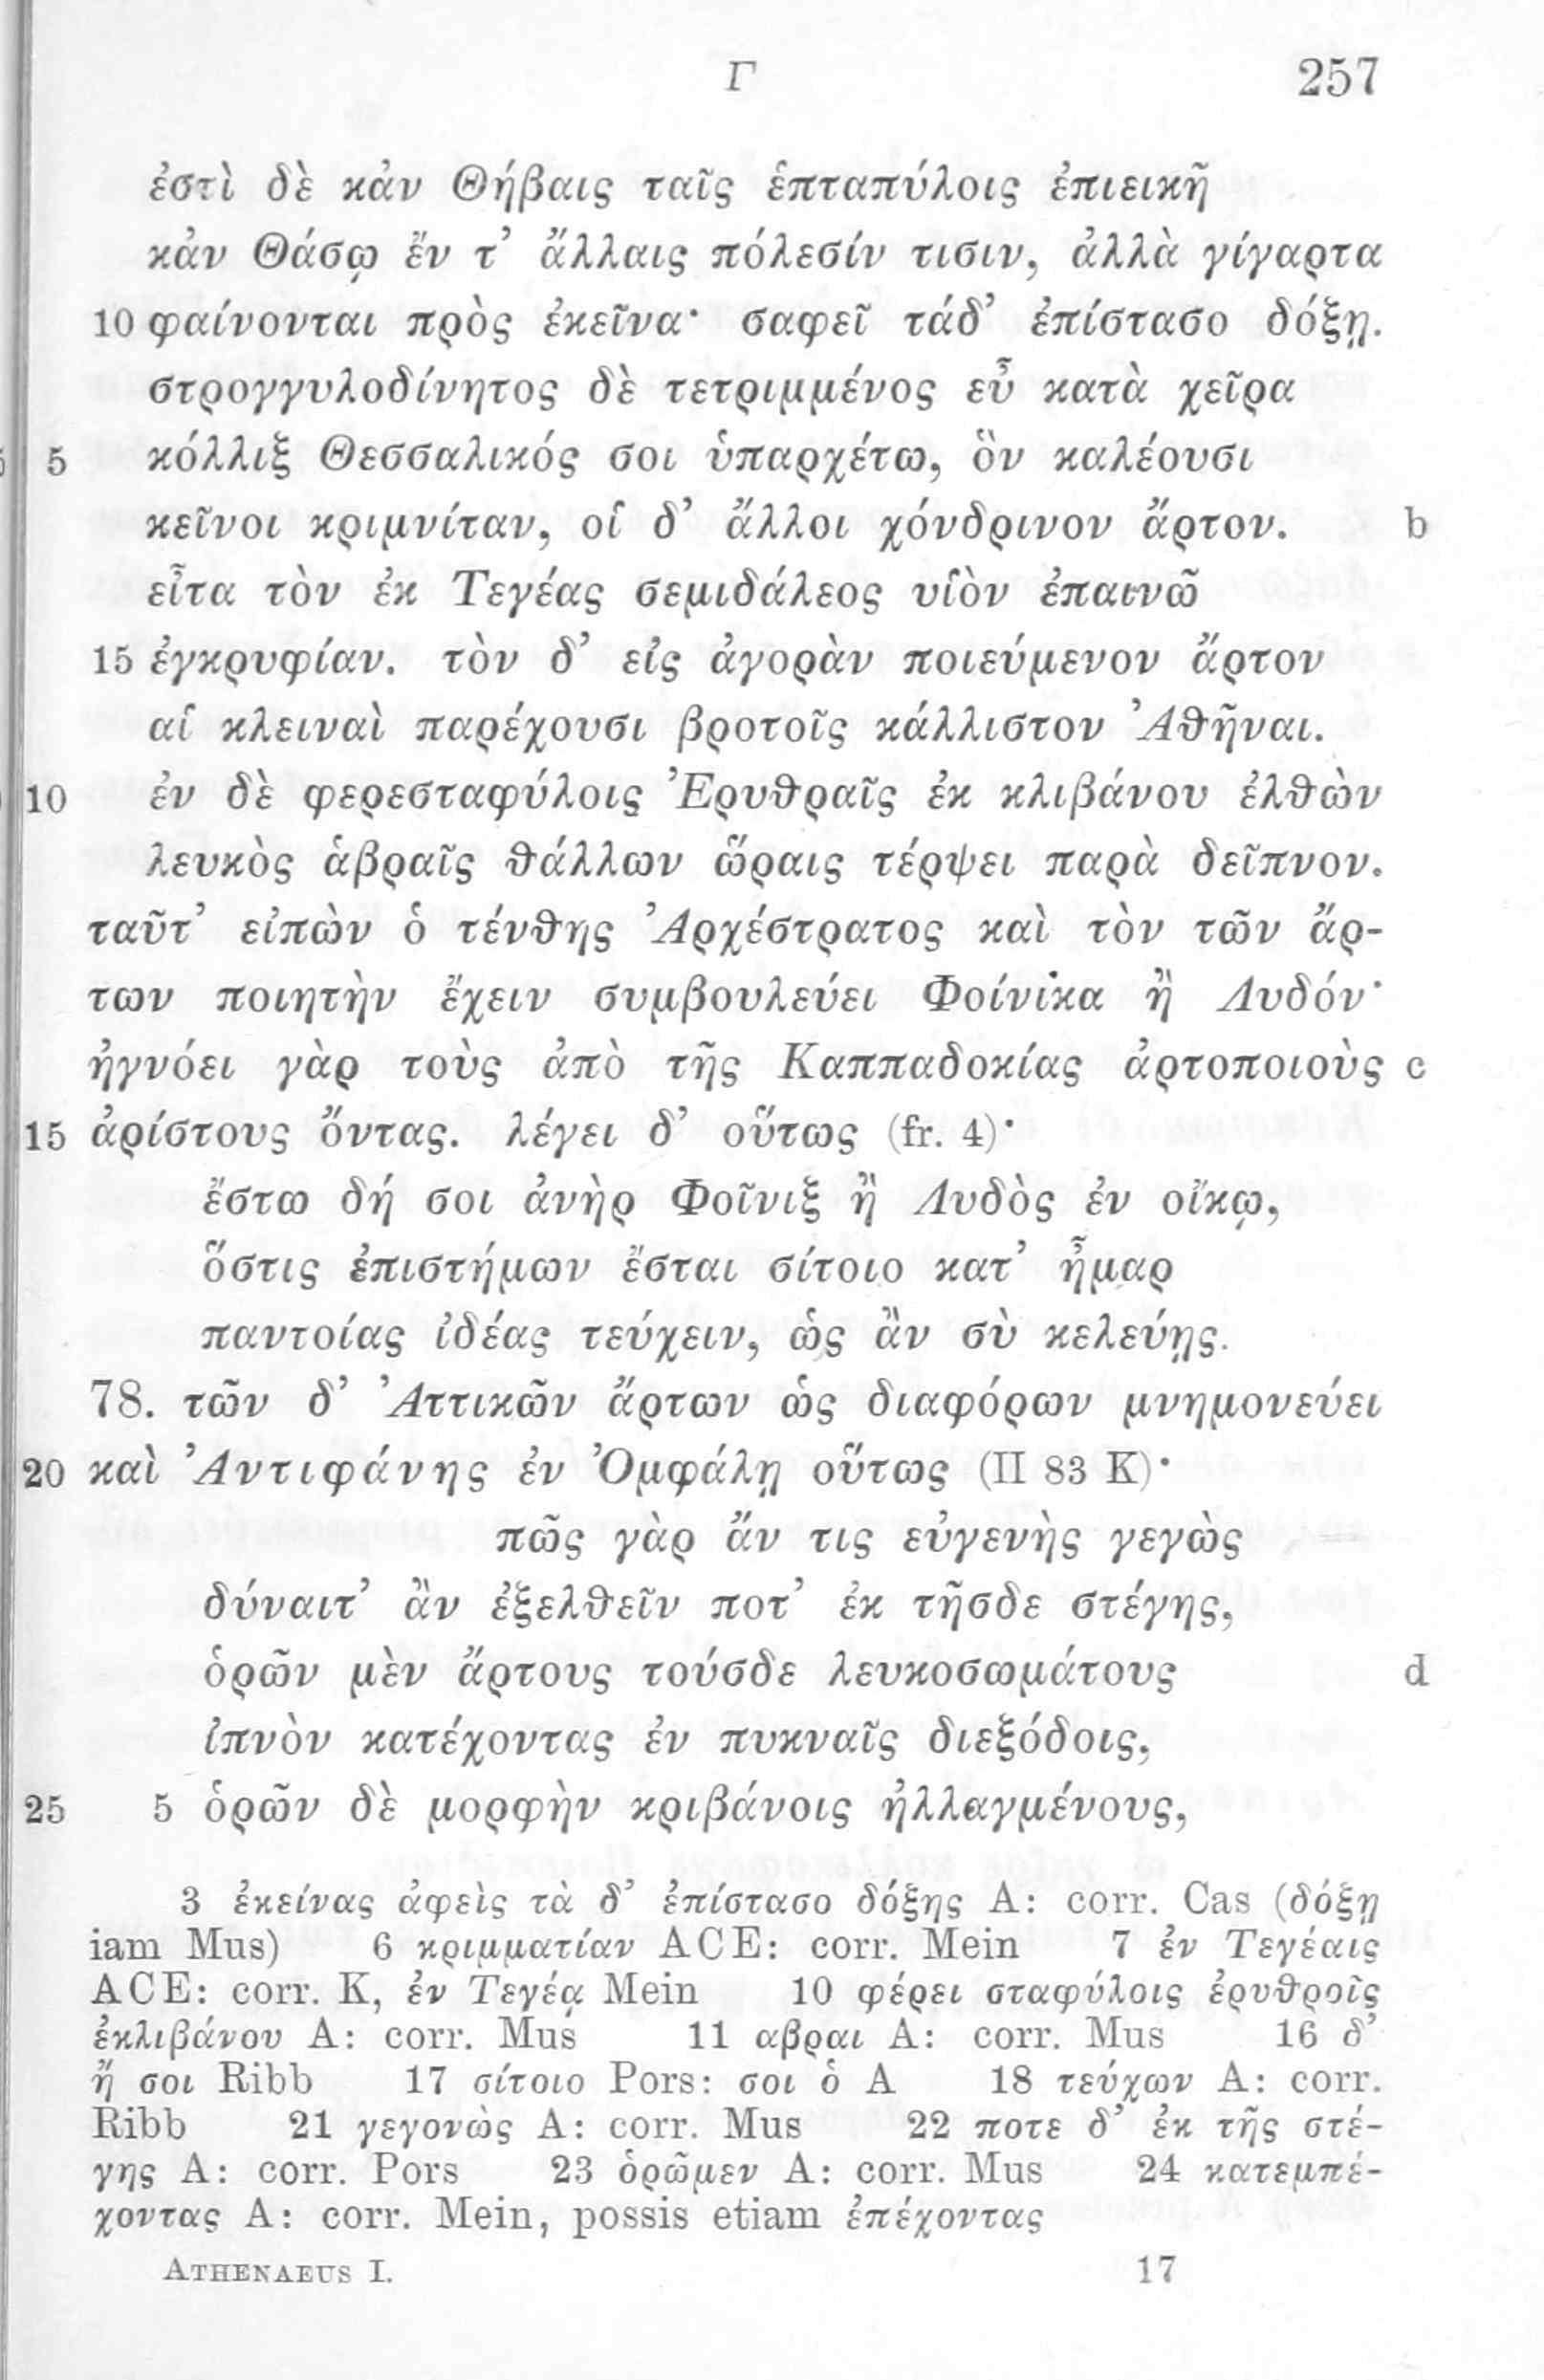 Γ 257
ἐστὶ δὲ κἀν Θήβαις ταῖς ἑπταπύλοις ἐπιεικῆ
κἀν Θάσῳ ἔν τ’ ἄλλαις πόλεσίν τισιν, ἀλλὰ γίγαρτα
10 φαίνονται πρὸς ἐκεῖνα· σαφεῖ τάδ’ ἐπίστασο δόξῃ.
στρογγυλοδίνητος δὲ τετριμμένος εὖ κατὰ χεῖρα
5 κόλλιξ Θεσσαλικός σοι ὑπαρχέτω, ὃν καλέουσι
κεῖνοι κριμνίταν, οἱ δ’ ἄλλοι χόνδρινον ἄρτον. b
εἶτα τὸν ἐκ Τεγέας σεμιδάλεος υἱὸν ἐπαινῶ
15 ἐγκρυφίαν. τὸν δ’ εἰς ἀγορὰν ποιεύμενον ἄρτον
αἱ κλειναὶ παρέχουσι βροτοῖς κάλλιστον Ἀθῆναι.
10 ἐν δὲ φερεσταφύλοις Ἐρυθραῖς ἐκ κλιβάνου ἐλθὼν
λευκὸς ἁβραῖς θάλλων ὥραις τέρψει παρὰ δεῖπνον.
ταῦτ’ εἰπὼν ὁ τένθης Ἀρχέστρατος καὶ τὸν τῶν ἄρ-
των ποιητὴν ἔχειν συμβουλεύει Φοίνικα ἢ Λυδόν·
ἠγνόει γὰρ τοὺς ἀπὸ τῆς Καππαδοκίας ἀρτοποιοὺς c
15 ἀρίστους ὄντας. λέγει δ’ οὕτως (fr. 4)·
ἔστω δή σοι ἀνὴρ Φοῖνιξ ἢ Λυδὸς ἐν οἴκῳ,
ὅστις ἐπιστήμων ἔσται σίτοιο κατ’ ἦμαρ
παντοίας ἰδέας τεύχειν, ὡς ἂν σὺ κελεύῃς.
78. τῶν δ’ Ἀττικῶν ἄρτων ὡς διαφόρων μνημονεύει
20 καὶ Ἀντιφάνης ἐν Ὀμφάλῃ οὕτως (II 83 K)·
πῶς γὰρ ἄν τις εὐγενὴς γεγὼς
δύναιτ’ ἂν ἐξελθεῖν ποτ’ ἐκ τῆσδε στέγης,
ὁρῶν μὲν ἄρτους τούσδε λευκοσωμάτους d
ἰπνὸν κατέχοντας ἐν πυκναῖς διεξόδοις,
25 5 ὁρῶν δὲ μορφὴν κριβάνοις ἠλλαγμένους,
3 ἐκείνας ἀφεὶς τὰ δ’ ἐπίστασο δόξης A: corr. Cas (δόξῃ
iam Mus) 6 κριμματίαν ACE: corr. Mein 7 ἐν Τεγέαις
ACE: corr. K, ἐν Τεγέᾳ Mein 10 φέρει σταφύλοις ἐρυθροῖς
ἐκλιβάνου A: corr. Mus 11 αβραι A: corr. Mus 16 δ’
ἤ σοι Ribb 17 σίτοιο Pors: σοι ὁ A 18 τεύχων A: corr.
Ribb 21 γεγονὼς A: corr. Mus 22 ποτε δ’ ἐκ τῆς στέ-
γης A: corr. Pors 23 ὁρῶμεν A: corr. Mus 24 κατεμπέ-
χοντας A: corr. Mein, possis etiam ἐπέχοντας
ATHENAEUS I. 17